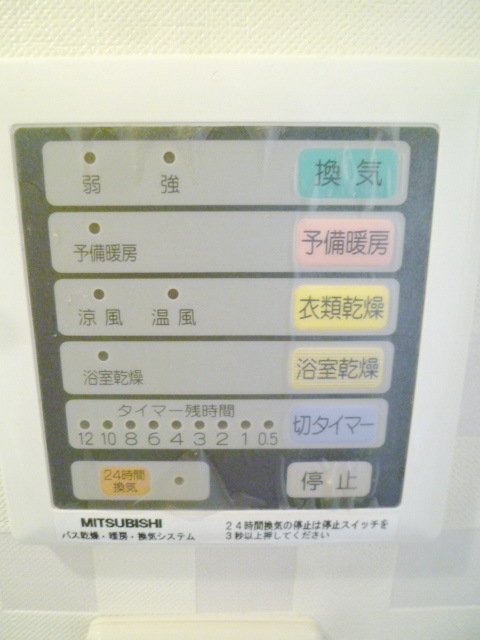 弱 強 換気
予備暖房 予備暖房
涼風 温風 衣類乾燥
浴室乾燥 浴室乾燥
タイマー残時間
12 10 8 6 4 3 2 1 0.5 切タイマー
24時間
換気
停止
MITSUBISHI
バス乾燥・暖房・換気システム
24時間換気の停止は停止スイッチを
3秒以上押してください